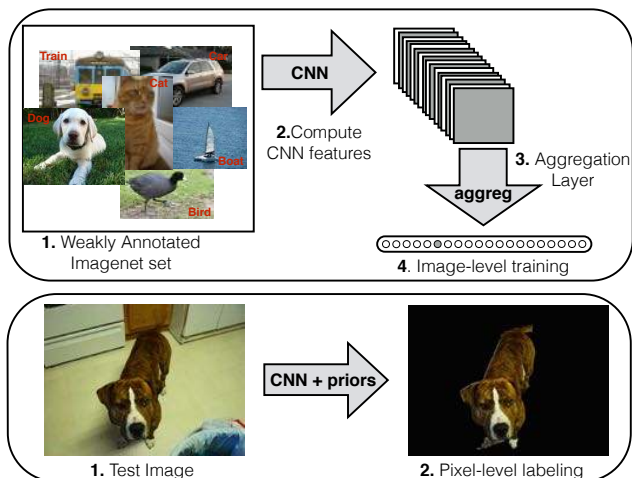 Train
Car
Cat
Dog
Boat
Bird
CNN
2.Compute
CNN features
3. Aggregation
Layer
aggreg
1. Weakly Annotated
Imagenet set
4. Image-level training
CNN + priors
1. Test Image
2. Pixel-level labeling